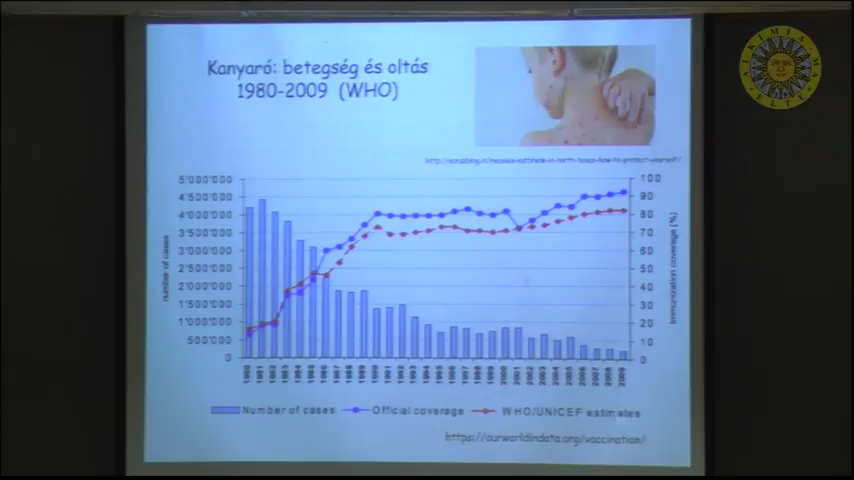 Kanyaró: betegség és oltás
1980-2009 (WHO)
ALKÍMIA MA
ELTE
5'000'000
4'500'000
4'000'000
3'500'000
3'000'000
2'500'000
2'000'000
1'500'000
1'000'000
500'000
0
number of cases
100
90
80
70
60
50
40
30
20
10
0
Immunization coverage (%)
1980 1981 1982 1983 1984 1985 1986 1987 1988 1989 1990 1991 1992 1993 1994 1995 1996 1997 1998 1999 2000 2001 2002 2003 2004 2005 2006 2007 2008 2009
Number of cases Official coverage WHO/UNICEF estimates
https://ourworldindata.org/vaccination/